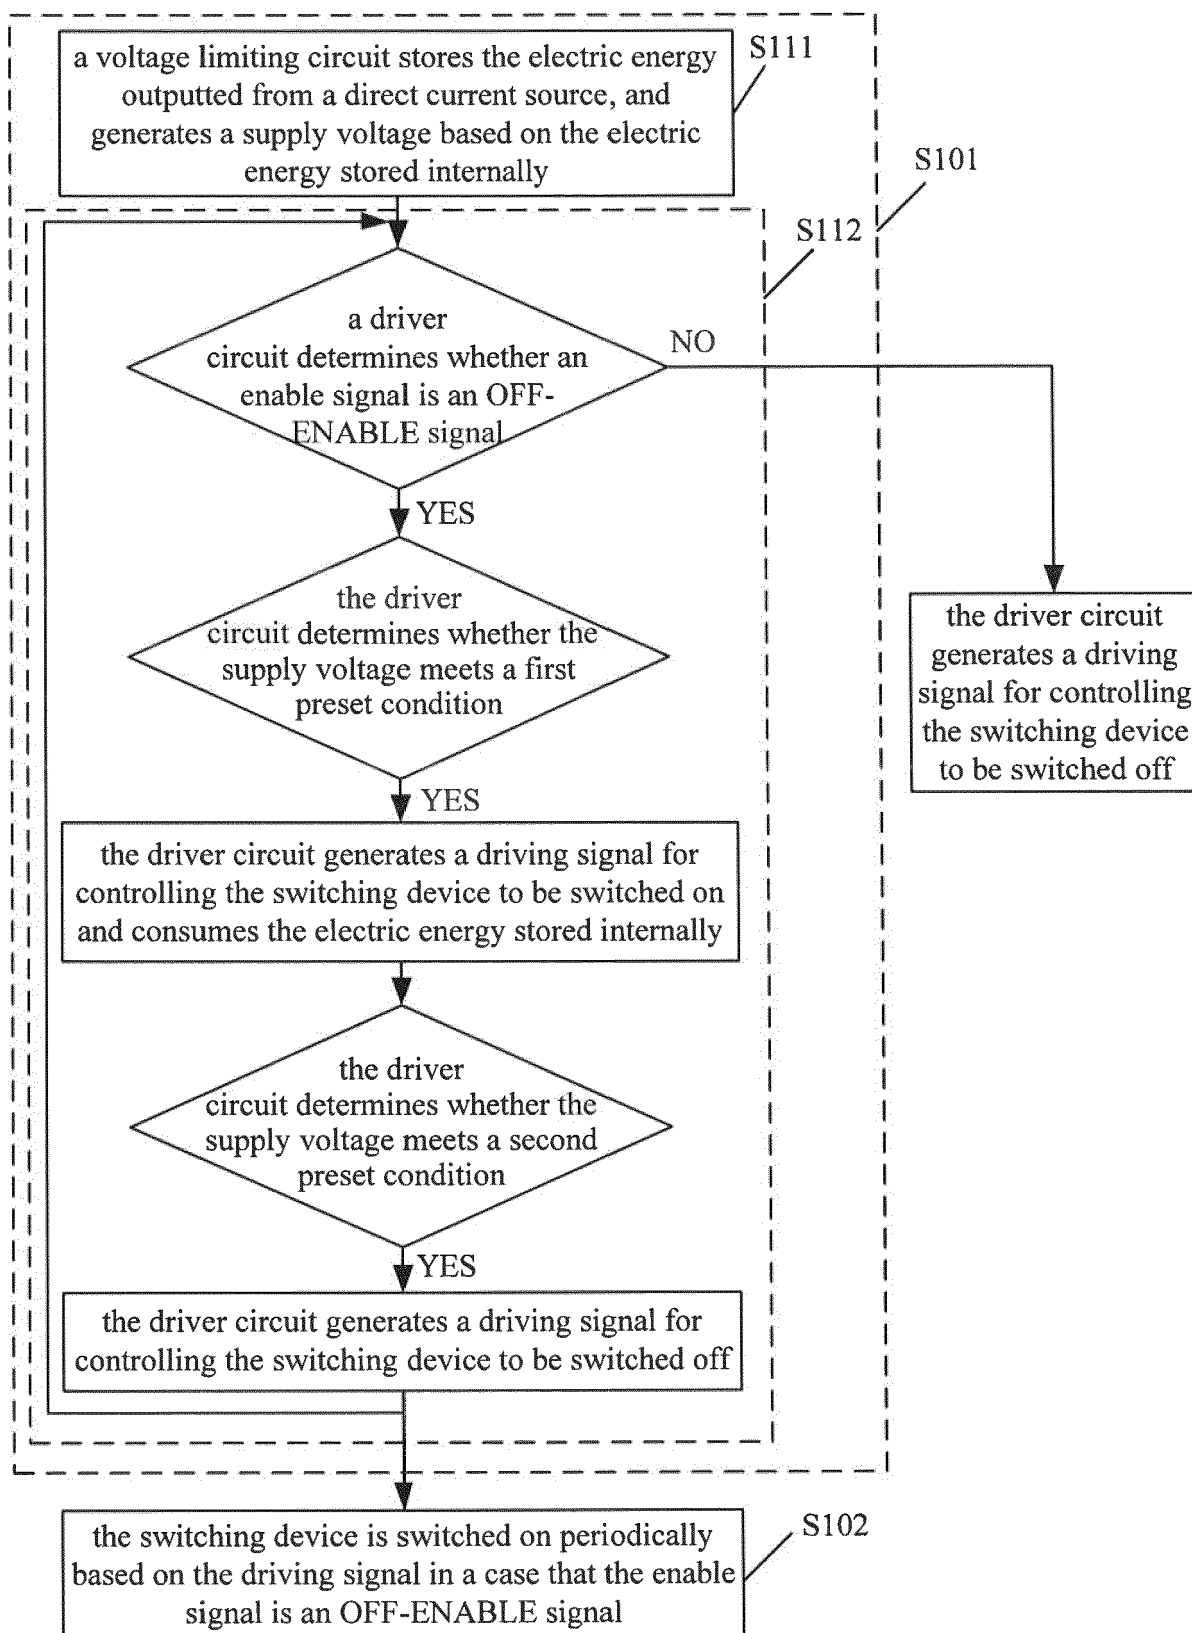 a voltage limiting circuit stores the electric energy
outputted from a direct current source, and
generates a supply voltage based on the electric
energy stored internally
S111
S101
S112
a driver
circuit determines whether an
enable signal is an OFF-
ENABLE signal
NO
YES
the driver
circuit determines whether the
supply voltage meets a first
preset condition
the driver circuit
generates a driving
signal for controlling
the switching device
to be switched off
YES
the driver circuit generates a driving signal for
controlling the switching device to be switched on
and consumes the electric energy stored internally
the driver
circuit determines whether the
supply voltage meets a second
preset condition
YES
the driver circuit generates a driving signal for
controlling the switching device to be switched off
the switching device is switched on periodically
based on the driving signal in a case that the enable
signal is an OFF-ENABLE signal
S102